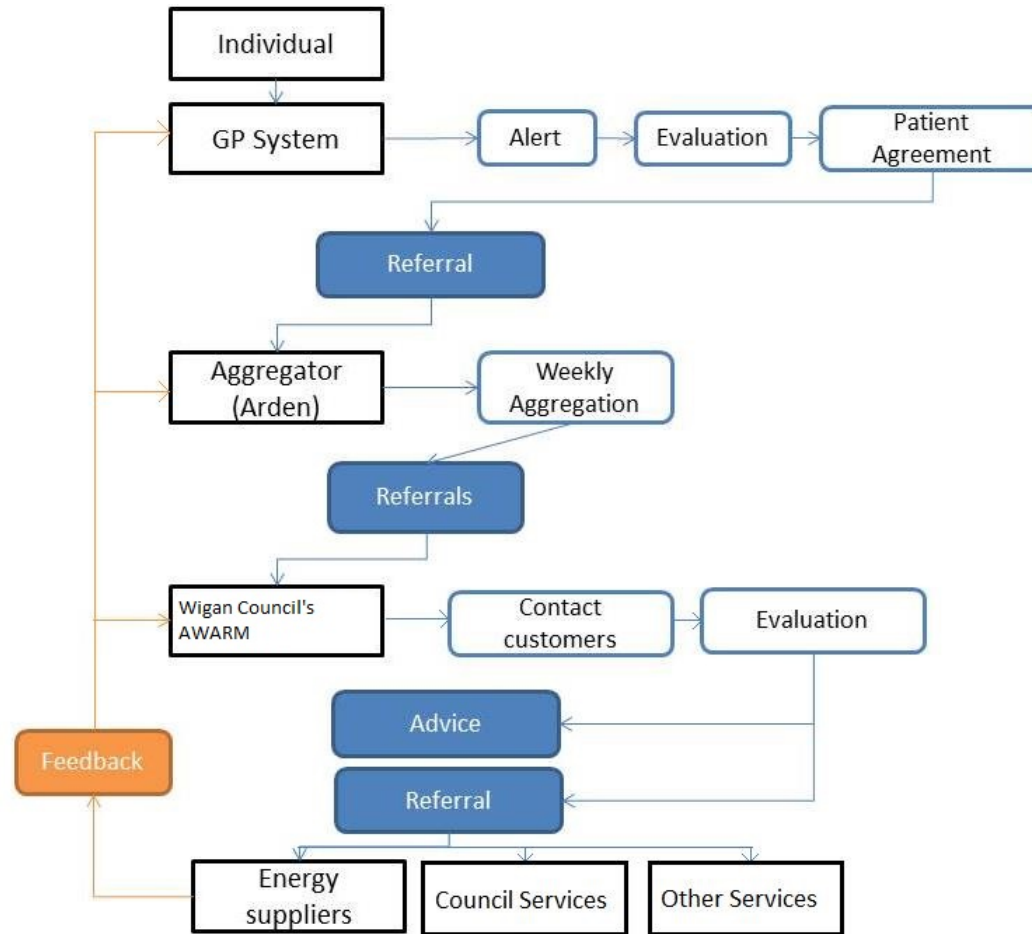 Individual
GP System
Alert
Evaluation
Patient
Agreement
Referral
Aggregator
(Arden)
Weekly
Aggregation
Referrals
Wigan Council's
AWARM
Contact
customers
Evaluation
Advice
Feedback
Referral
Energy
suppliers
Council Services
Other Services